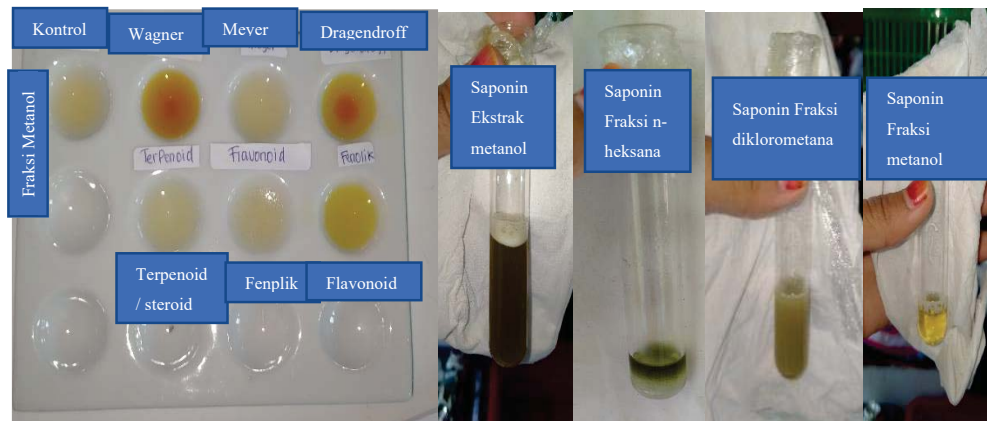 Kontrol
Wagner
Meyer
Dragendroff
Fraksi Metanol
Terpenoid
Flavonoid
Fenolik
Terpenoid
/ steroid
Fenplik
Flavonoid
Saponin
Ekstrak
metanol
Saponin
Fraksi n-
heksana
Saponin Fraksi
diklorometana
Saponin
Fraksi
metanol